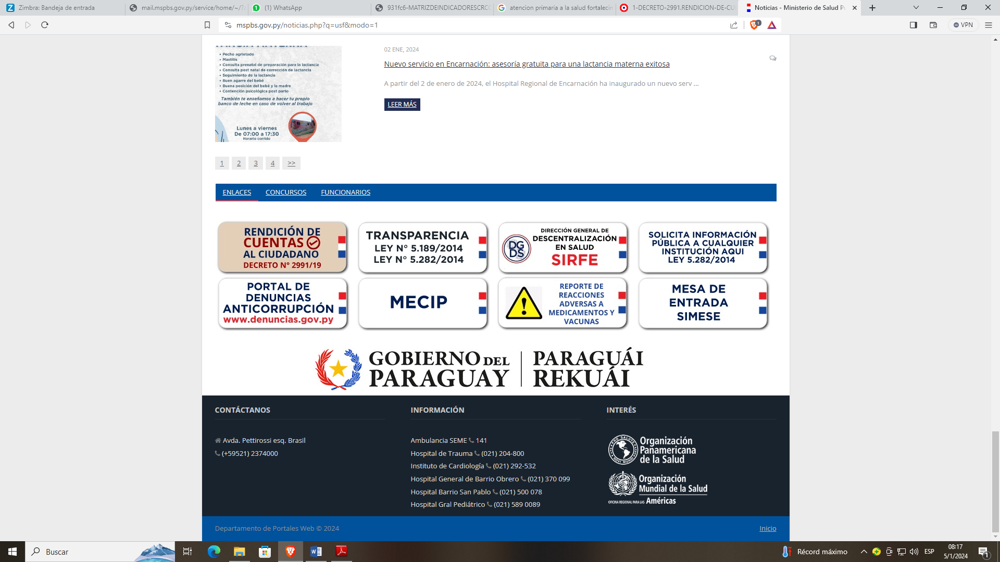 Zimbra: Bandeja de entrada
mail.mspbs.gov.py/service/home/~/?a
(1) WhatsApp
931fc6-MATRIZDEINDICADORESCRCC
atencion primaria a la salud fortalecim
1-DECRETO-2991.RENDICION-DE-CU
Noticias - Ministerio de Salud Pú
mspbs.gov.py/noticias.php?q=usf&modo=1
1
VPN
• Pecho agrietado
• Mastitis
• Consulta prenatal de preparación para la lactancia
• Consulta post natal de corrección de lactancia
• Seguimiento de la lactancia
• Buen agarre del bebé
• Buena posición del bebé y la madre
• Contención psicológica post parto
También te enseñamos a hacer tu propio
banco de leche en caso de volver al trabajo
Lunes a viernes
De 07:00 a 17:30
Horario corrido
02 ENE, 2024
Nuevo servicio en Encarnación: asesoría gratuita para una lactancia materna exitosa
A partir del 2 de enero de 2024, el Hospital Regional de Encarnación ha inaugurado un nuevo serv ...
LEER MÁS
1 2 3 4 >>
ENLACES CONCURSOS FUNCIONARIOS
RENDICIÓN DE
CUENTAS
AL CIUDADANO
DECRETO N° 2991/19
TRANSPARENCIA
LEY N° 5.189/2014
LEY N° 5.282/2014
DG
DS
DIRECCIÓN GENERAL DE
DESCENTRALIZACIÓN
EN SALUD
SIRFE
SOLICITA INFORMACIÓN
PÚBLICA A CUALQUIER
INSTITUCIÓN AQUI
LEY 5.282/2014
PORTAL DE
DENUNCIAS
ANTICORRUPCIÓN
www.denuncias.gov.py
MECIP
REPORTE DE
REACCIONES
ADVERSAS A
MEDICAMENTOS Y
VACUNAS
MESA DE
ENTRADA
SIMESE
GOBIERNO DEL
PARAGUAY
PARAGUÁI
REKUÁI
CONTÁCTANOS
Avda. Pettirossi esq. Brasil
(+59521) 2374000
INFORMACIÓN
Ambulancia SEME 141
Hospital de Trauma (021) 204-800
Instituto de Cardiología (021) 292-532
Hospital General de Barrio Obrero (021) 370 099
Hospital Barrio San Pablo (021) 500 078
Hospital Gral Pediátrico (021) 589 0089
INTERÉS
PRO SALUTE
NOVI MUNDI
Organización
Panamericana
de la Salud
Organización
Mundial de la Salud
OFICINA REGIONAL PARA LAS Américas
Departamento de Portales Web © 2024
Inicio
Buscar
Récord máximo
ESP
08:17
5/1/2024
1